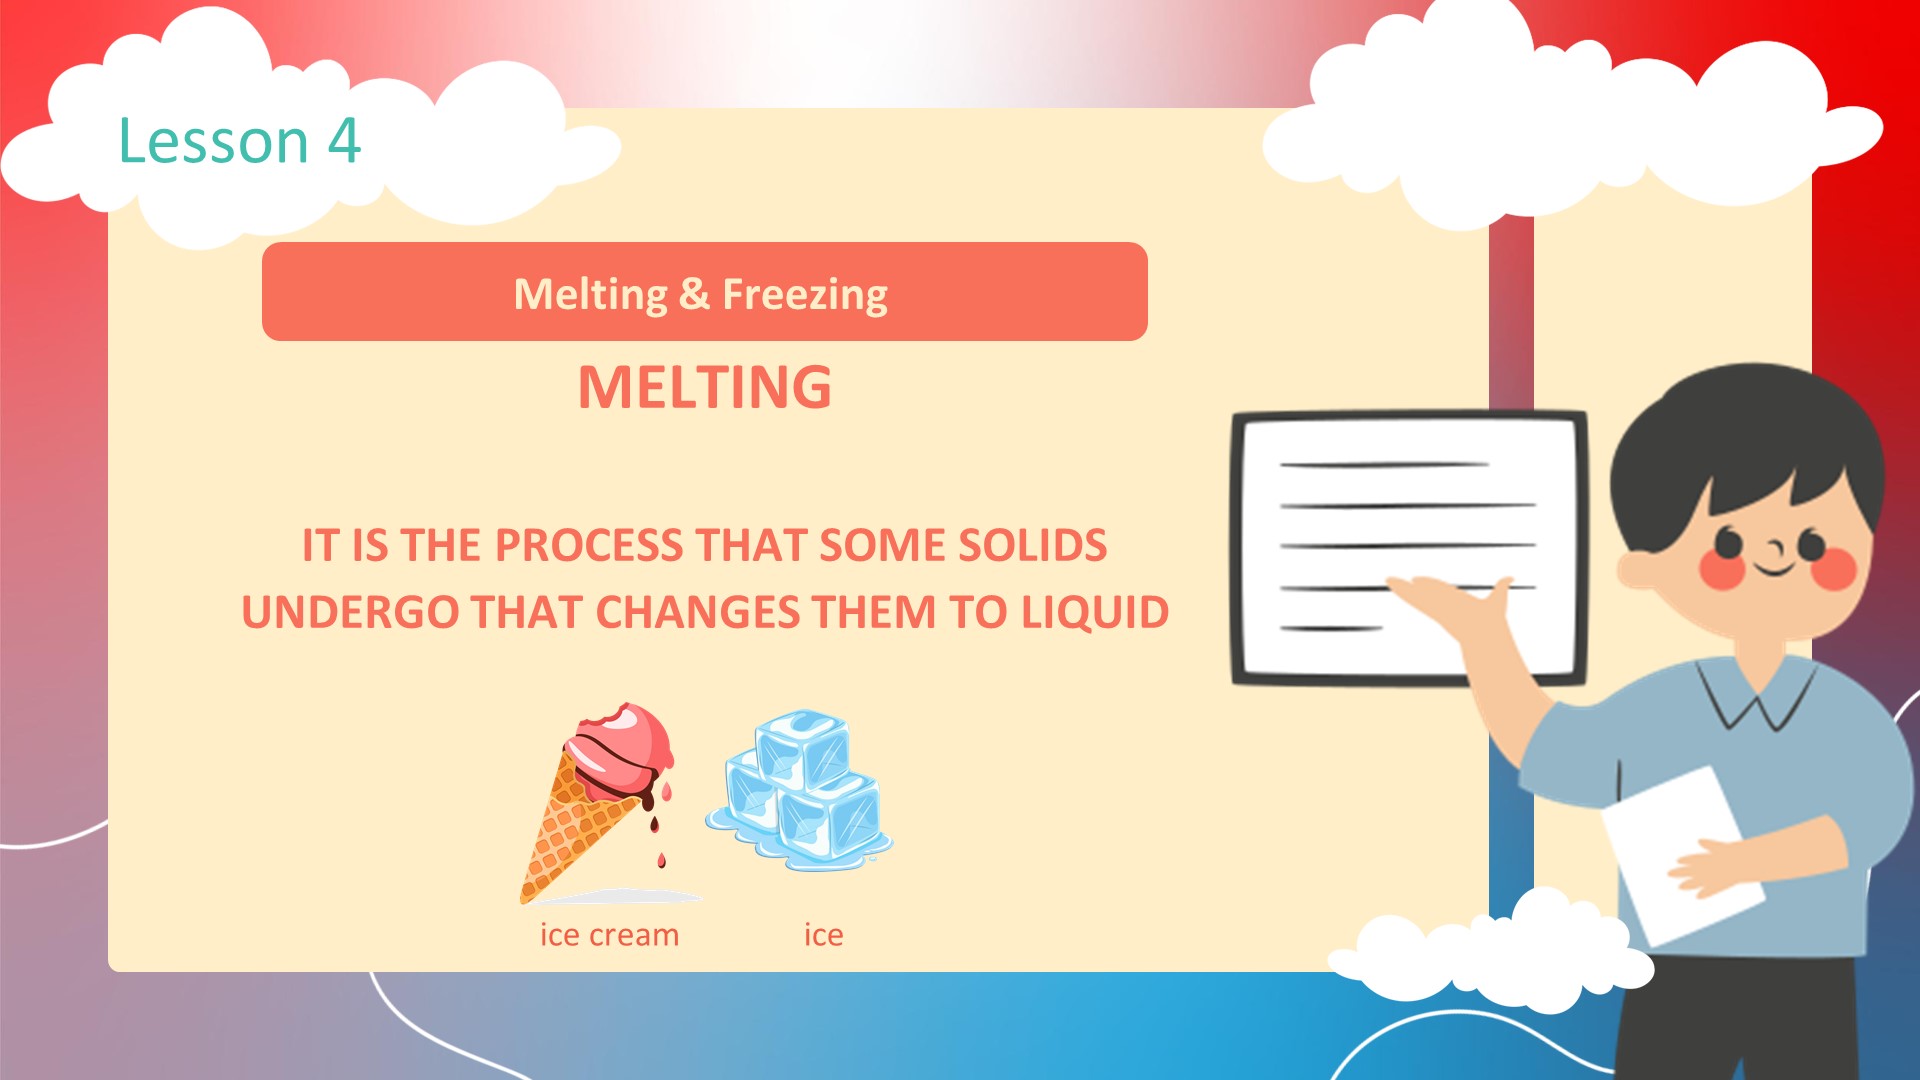 Lesson 4
Melting & Freezing
MELTING
IT IS THE PROCESS THAT SOME SOLIDS
UNDERGO THAT CHANGES THEM TO LIQUID
ice cream
ice